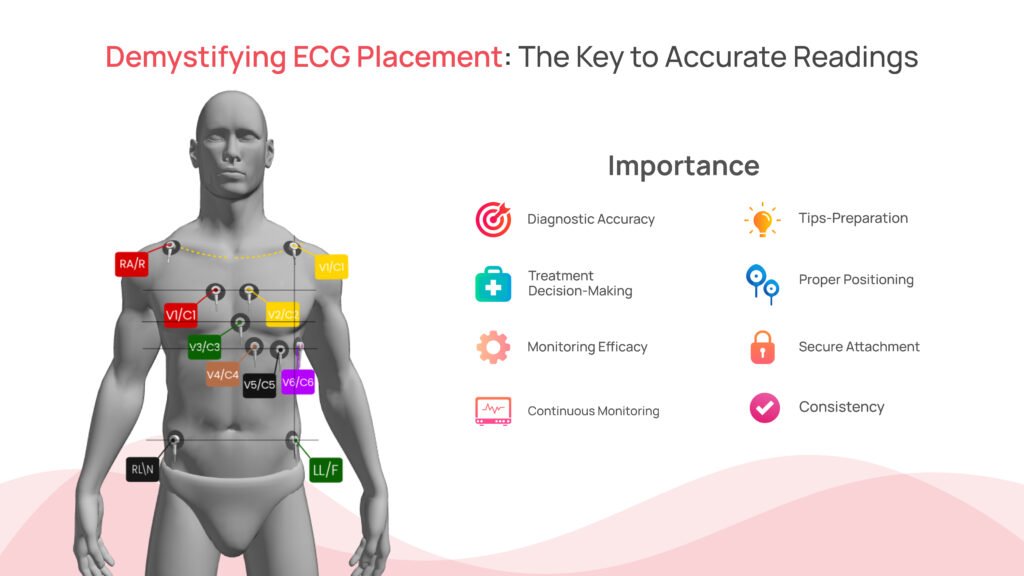 Demystifying ECG Placement: The Key to Accurate Readings
Importance
Diagnostic Accuracy
Tips-Preparation
Treatment
Decision-Making
Proper Positioning
Monitoring Efficacy
Secure Attachment
Continuous Monitoring
Consistency
RA/R
V1/C1
V1/C1
V2/C2
V3/C3
V4/C4
V5/C5
V6/C6
RL\N
LL/F